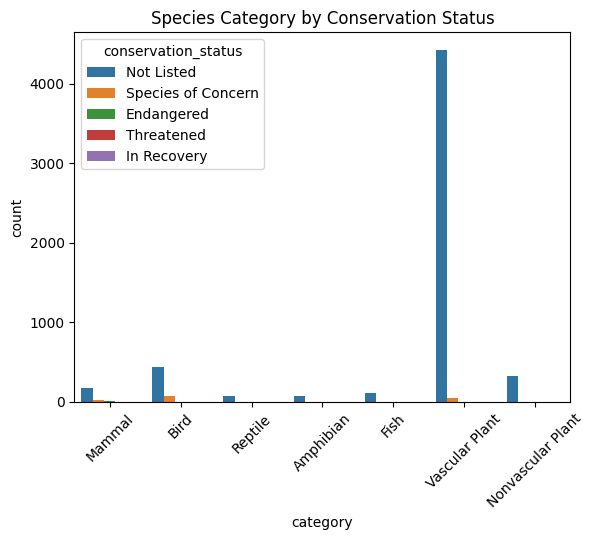 Species Category by Conservation Status
conservation_status
Not Listed
Species of Concern
Endangered
Threatened
In Recovery
count
4000
3000
2000
1000
0
Mammal
Bird
Reptile
Amphibian
Fish
Vascular Plant
Nonvascular Plant
category